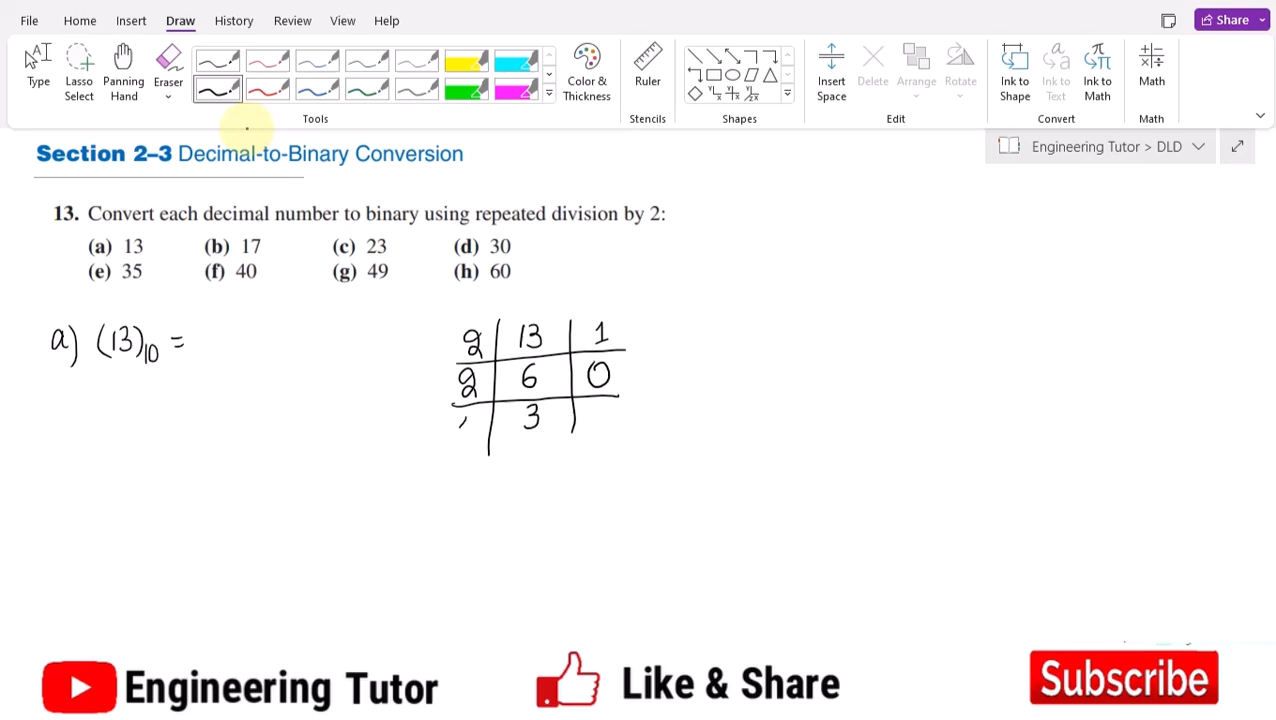 File Home Insert Draw History Review View Help Share
Type Lasso Select Panning Hand Eraser Color & Thickness Ruler Insert Space Delete Arrange Rotate Ink to Shape Ink to Text Ink to Math Math
Tools Stencils Shapes Edit Convert Math
Section 2–3 Decimal-to-Binary Conversion
Engineering Tutor > DLD
13. Convert each decimal number to binary using repeated division by 2:
(a) 13 (b) 17 (c) 23 (d) 30
(e) 35 (f) 40 (g) 49 (h) 60
a) (13)10 = 2 13 1
2 6 0
3
Engineering Tutor Like & Share Subscribe